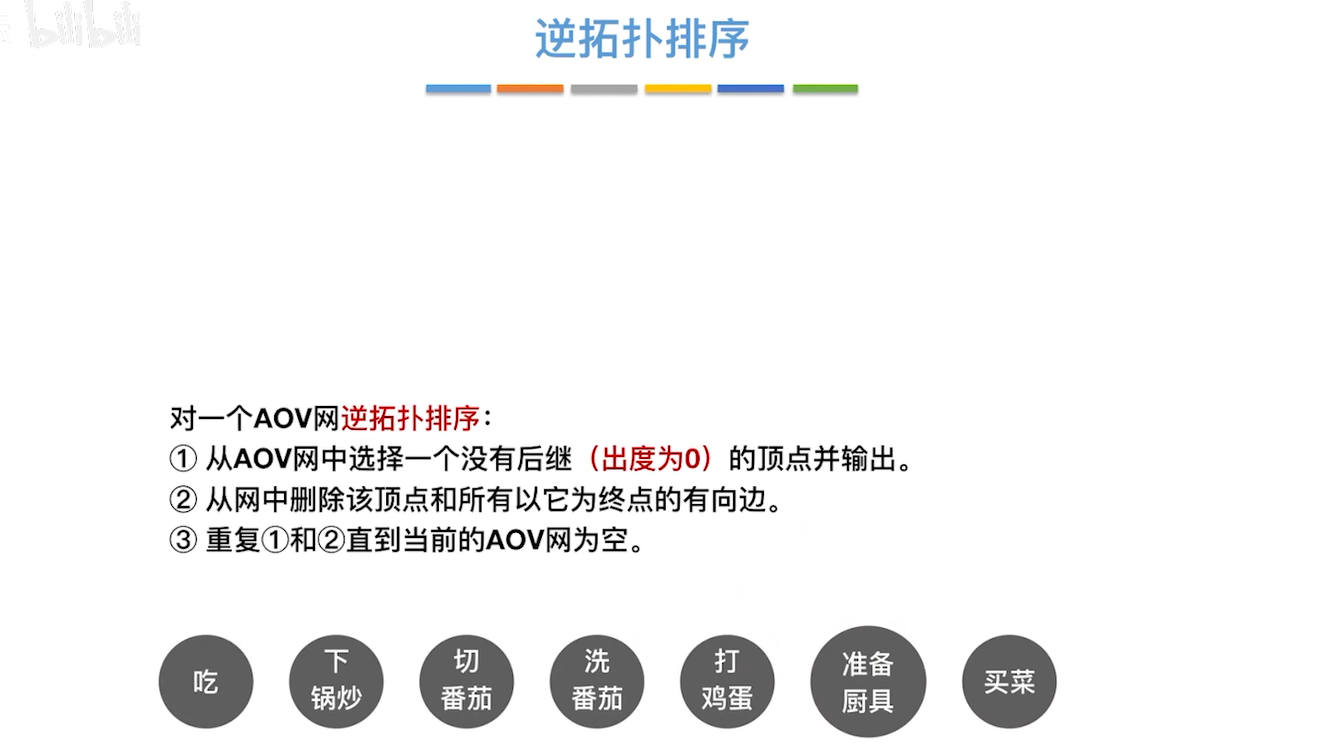 bilibili
逆拓扑排序
对一个AOV网逆拓扑排序：
① 从AOV网中选择一个没有后继（出度为0）的顶点并输出。
② 从网中删除该顶点和所有以它为终点的有向边。
③ 重复①和②直到当前的AOV网为空。
吃
下
锅炒
切
番茄
洗
番茄
打
鸡蛋
准备
厨具
买菜